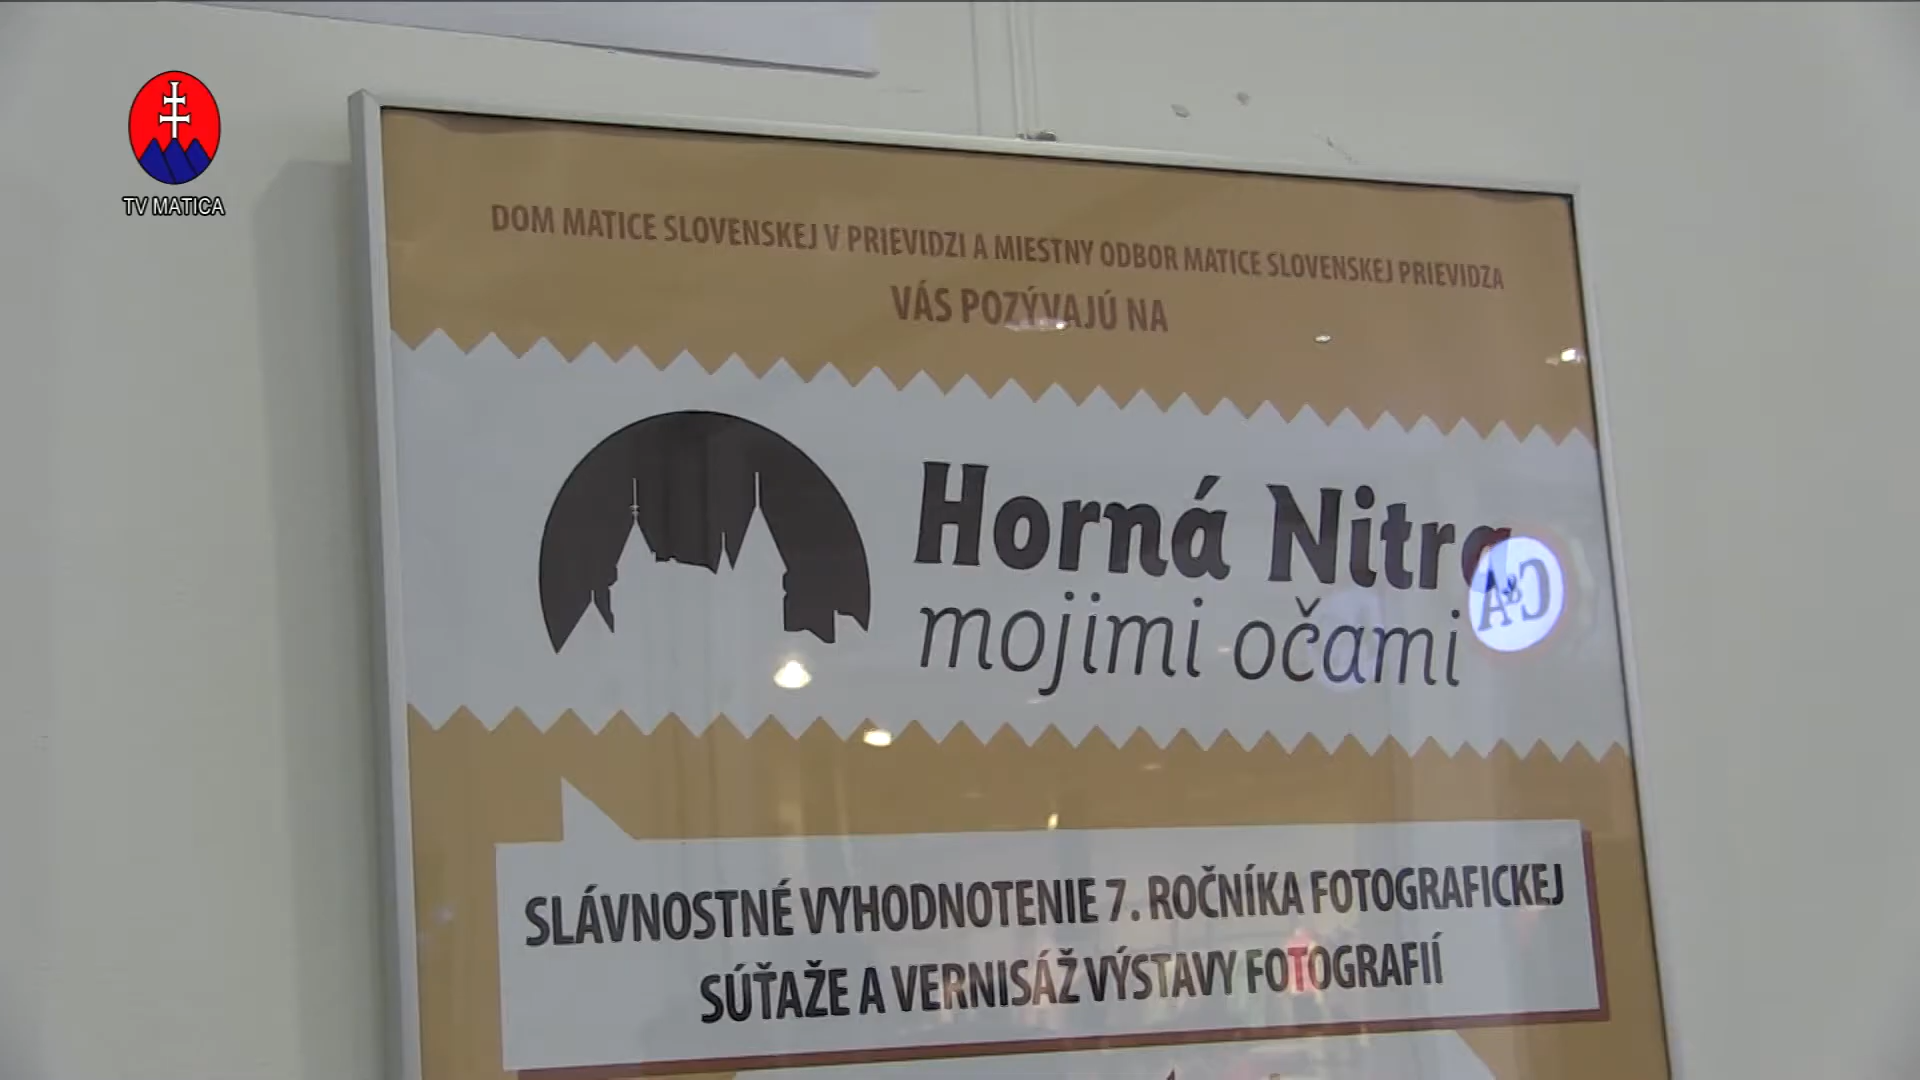 TV MATICA
DOM MATICE SLOVENSKEJ V PRIEVIDZI A MIESTNY ODBOR MATICE SLOVENSKEJ PRIEVIDZA
VÁS POZÝVAJÚ NA
Horná Nitra
mojimi očami
SLÁVNOSTNÉ VYHODNOTENIE 7. ROČNÍKA FOTOGRAFICKEJ
SÚŤAŽE A VERNISÁŽ VÝSTAVY FOTOGRAFIÍ